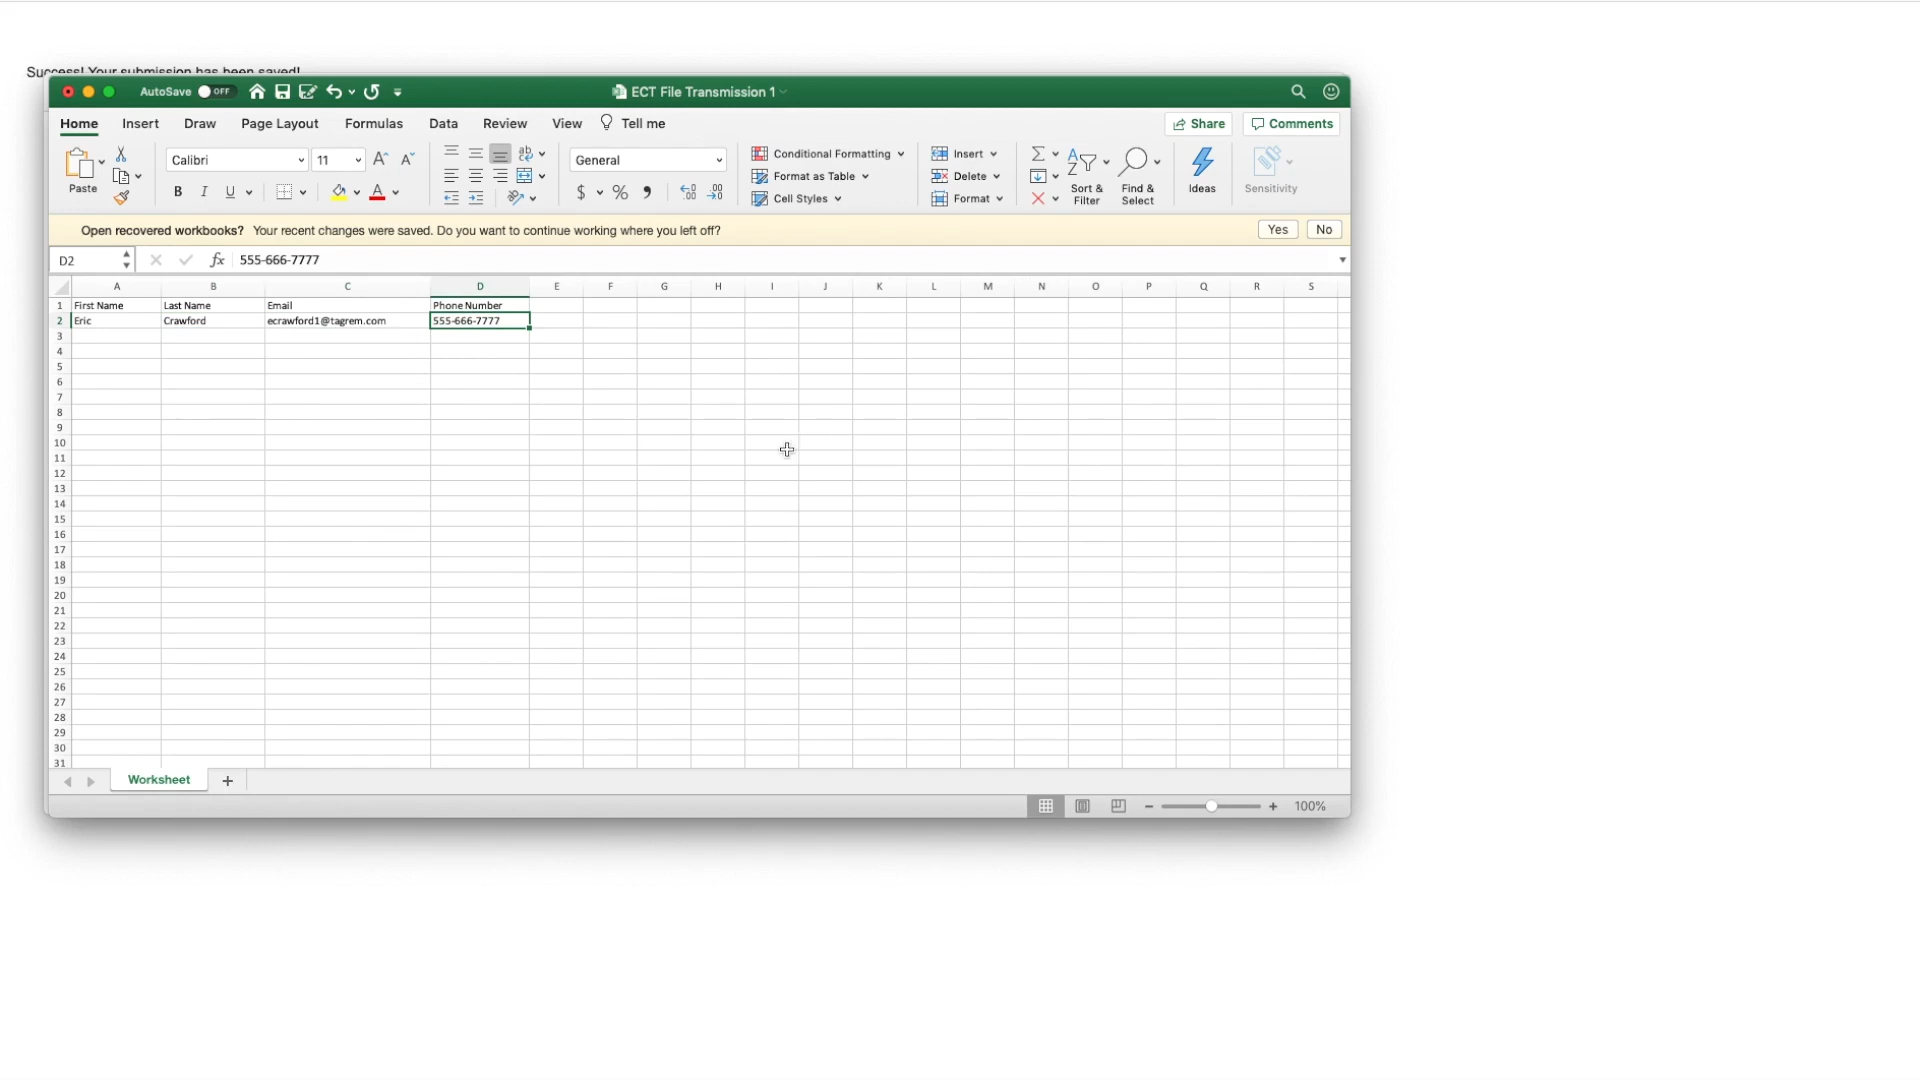 Success! Your submission has been saved!
AutoSave OFF
ECT File Transmission 1
Home Insert Draw Page Layout Formulas Data Review View Tell me Share Comments
Paste
Calibri 11
B I U A
General
$ % ,
Conditional Formatting
Format as Table
Cell Styles
Insert
Delete
Format
Sort & Filter
Find & Select
Ideas
Sensitivity
Open recovered workbooks? Your recent changes were saved. Do you want to continue working where you left off? Yes No
D2 fx 555-666-7777
A B C D E F G H I J K L M N O P Q R S
1 First Name Last Name Email Phone Number
2 Eric Crawford ecrawford1@tagrem.com 555-666-7777
3
4
5
6
7
8
9
10
11
12
13
14
15
16
17
18
19
20
21
22
23
24
25
26
27
28
29
30
31
Worksheet +
100%